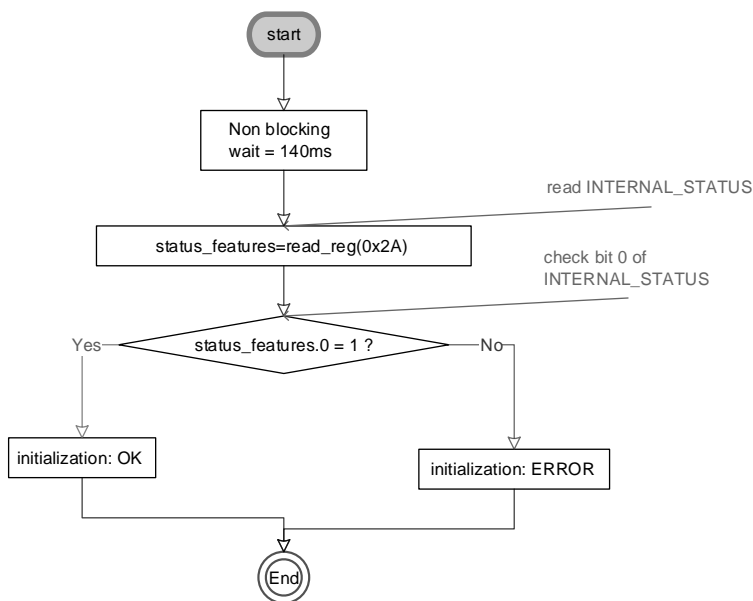 start
Non blocking
wait = 140ms
read INTERNAL_STATUS
status_features=read_reg(0x2A)
check bit 0 of
INTERNAL_STATUS
Yes
status_features.0 = 1 ?
No
initialization: OK
initialization: ERROR
End